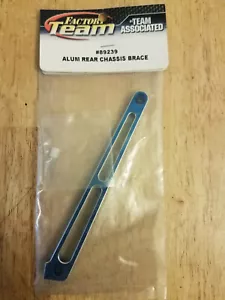 FACTORY
Team
TEAM
ASSOCIATED
#89239
ALUM REAR CHASSIS BRACE